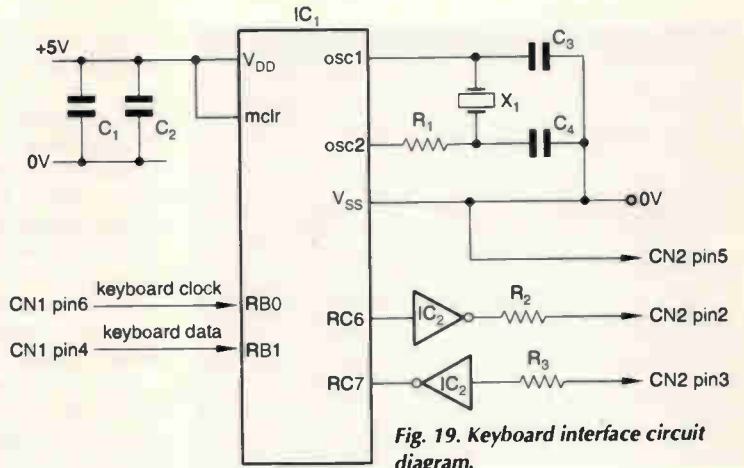 IC1
+5V
VDD
osc1
C3
mclr
X1
C1
C2
R1
C4
osc2
0V
VSS
0V
CN2 pin5
keyboard clock
CN1 pin6
RB0
R2
RC6
IC2
CN2 pin2
keyboard data
CN1 pin4
RB1
R3
RC7
IC2
CN2 pin3
Fig. 19. Keyboard interface circuit
diagram.